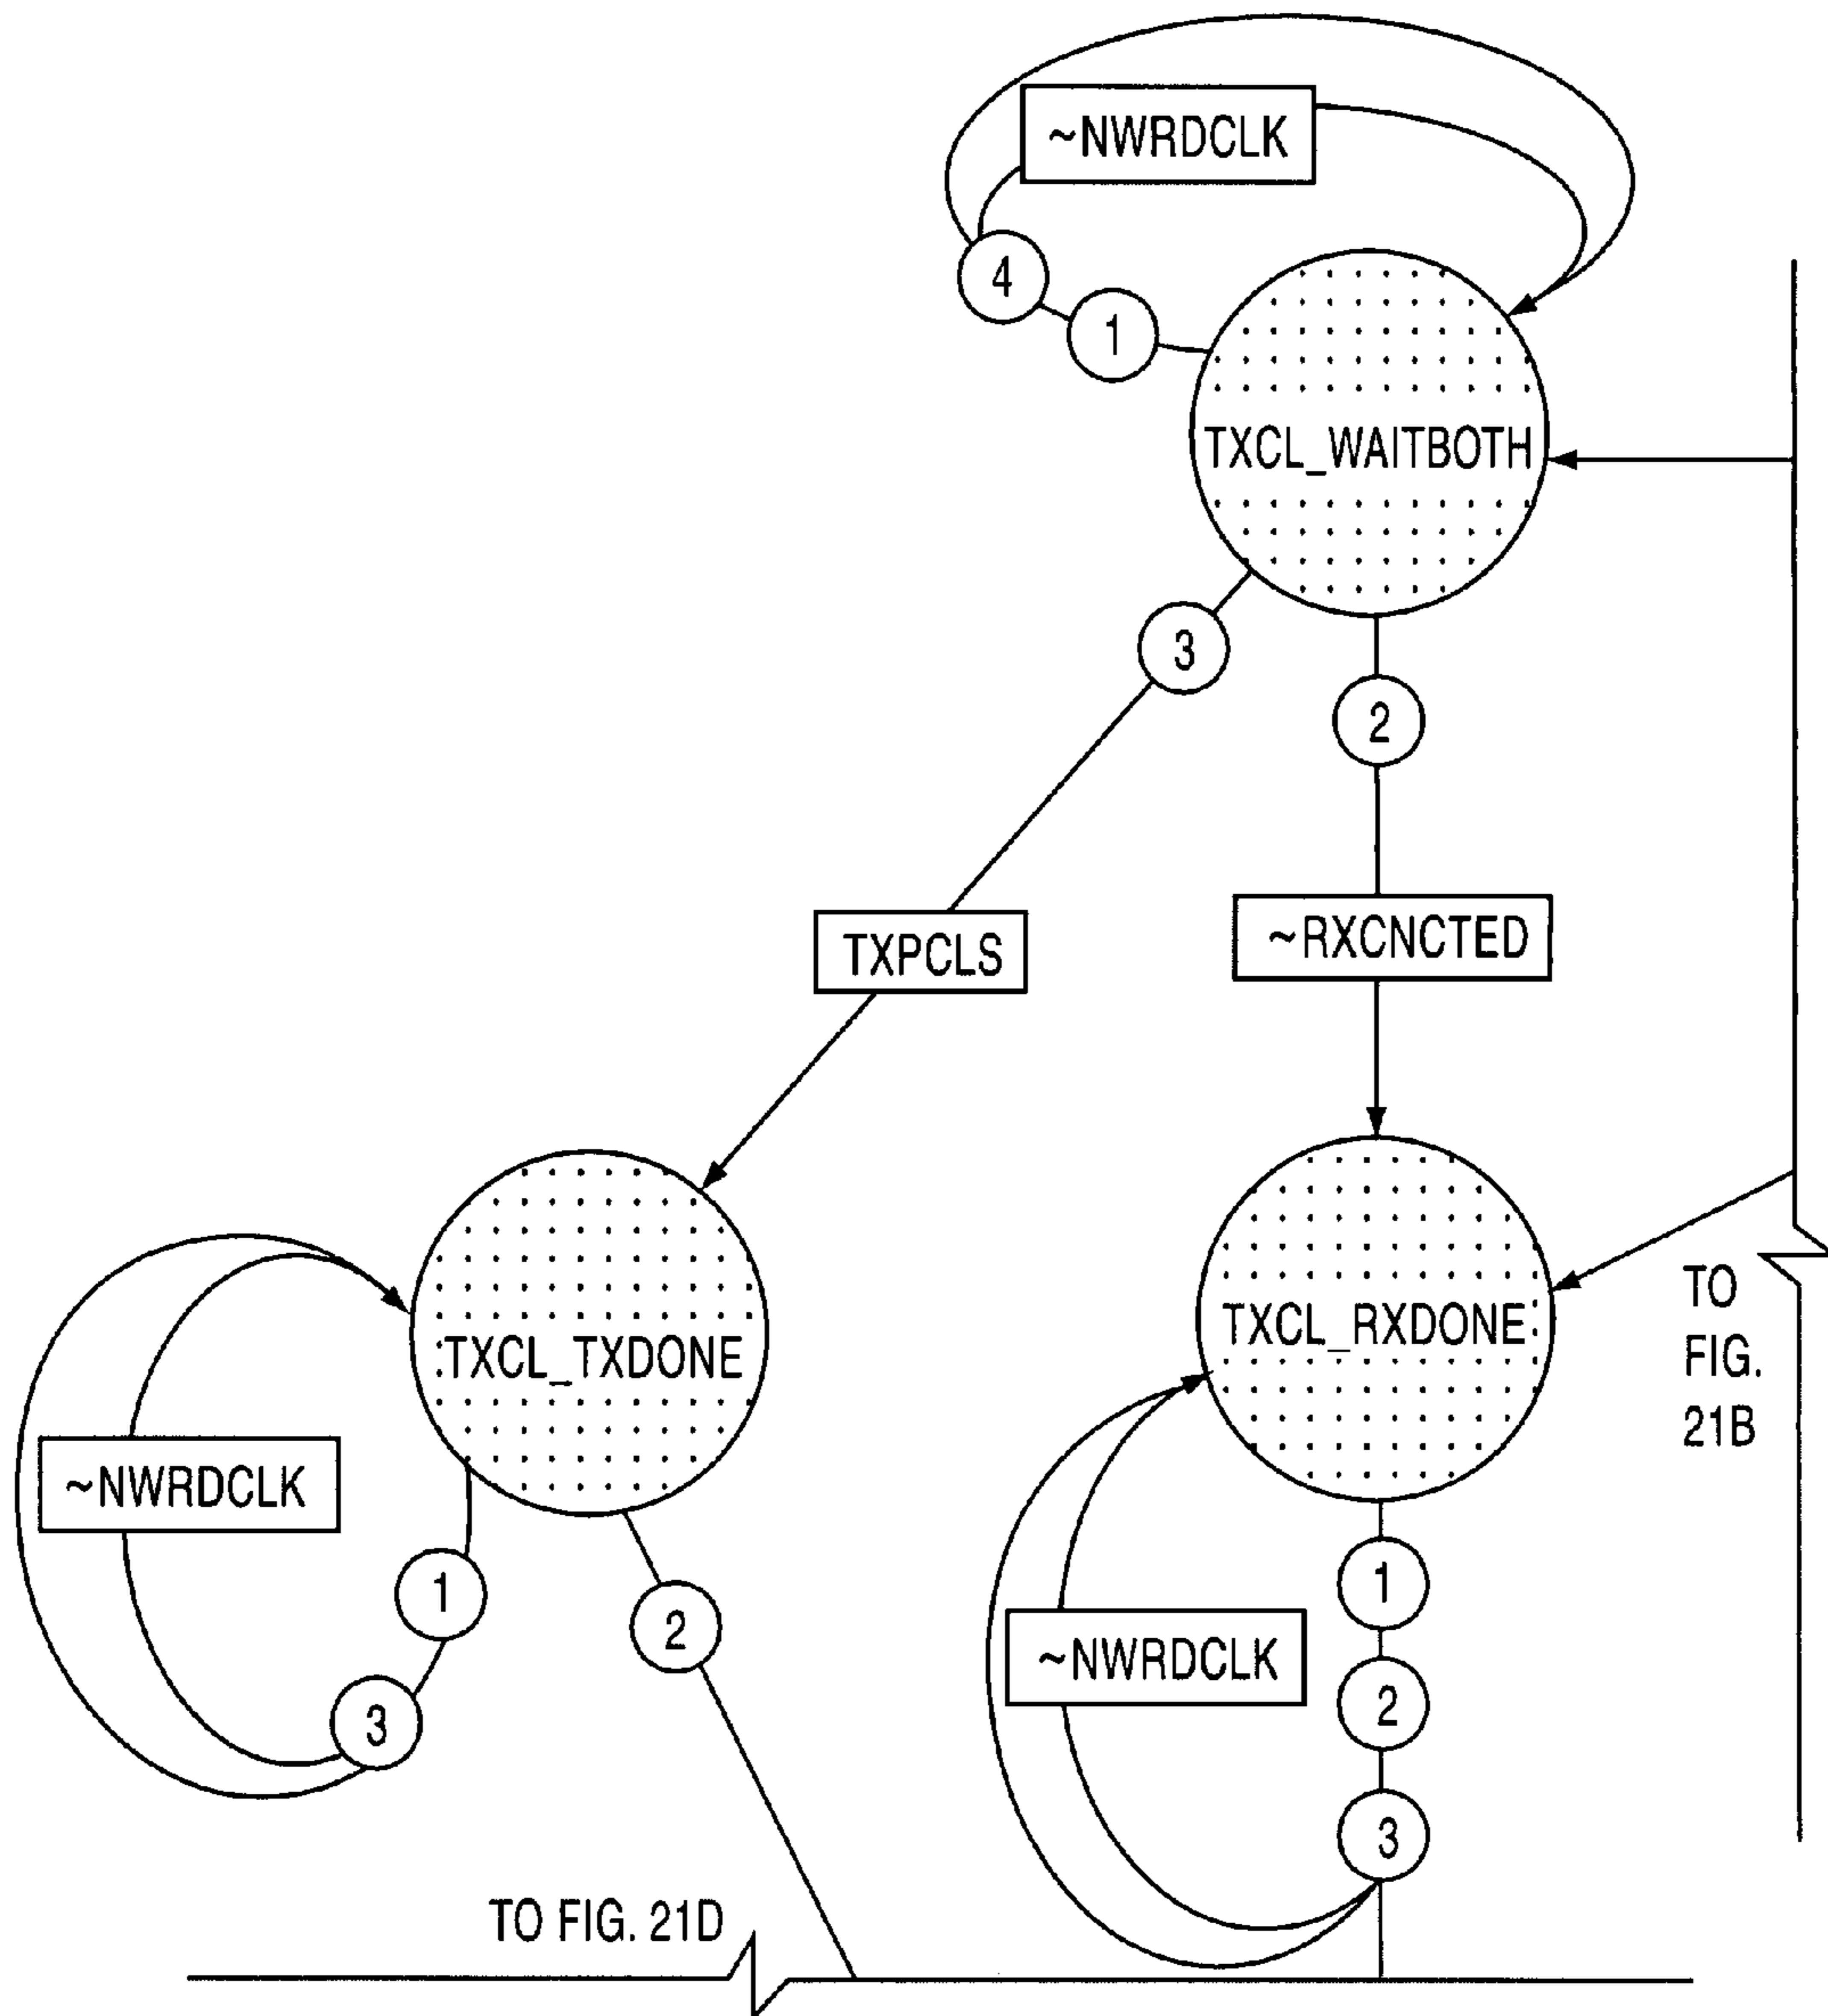 ~NWRDCLK
4
1
TXCL_WAITBOTH
3
2
TXPCLS
~RXCNCTED
TXCL_TXDONE
TXCL_RXDONE
TO
FIG.
21B
~NWRDCLK
1
2
3
~NWRDCLK
1
2
3
TO FIG. 21D